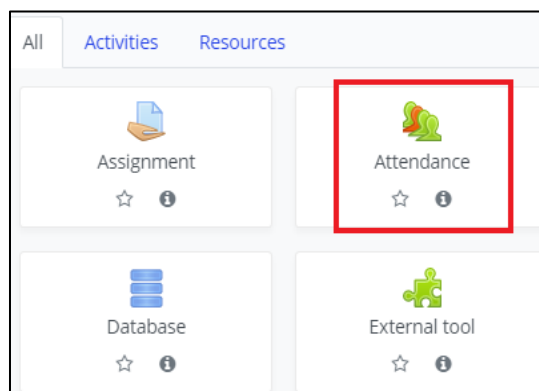 All Activities Resources
Assignment Attendance
Database External tool